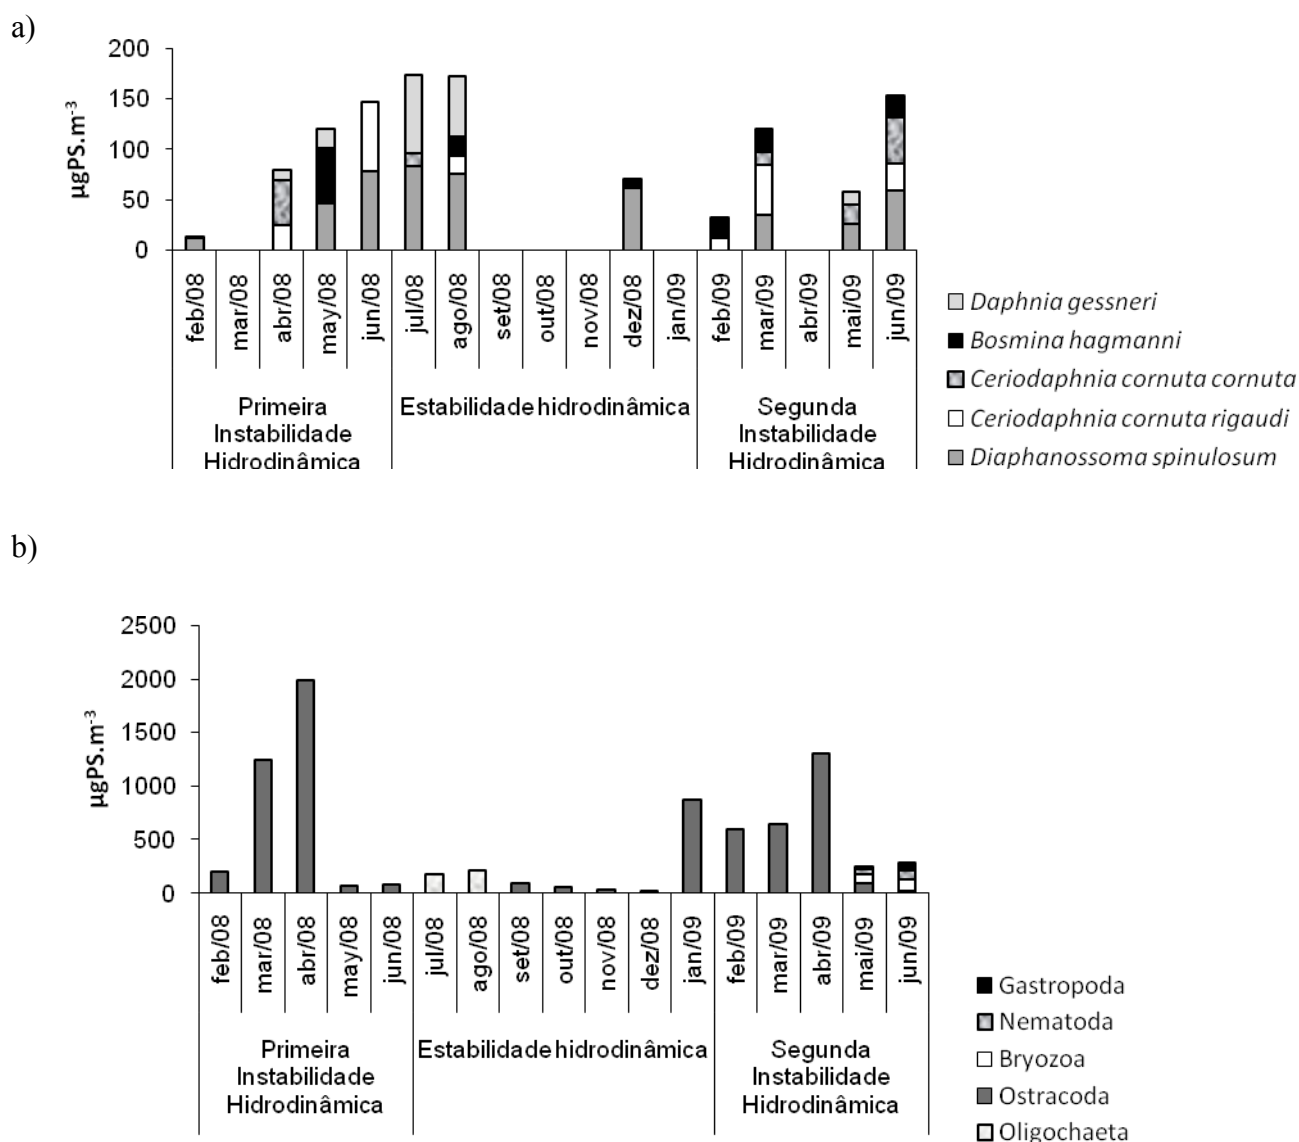 a)
200
150
100
50
0
µgPS.m-3
feb/08
mar/08
abr/08
may/08
jun/08
jul/08
ago/08
set/08
out/08
nov/08
dez/08
jan/09
feb/09
mar/09
abr/09
mai/09
jun/09
Primeira
Instabilidade
Hidrodinâmica
Estabilidade hidrodinâmica
Segunda
Instabilidade
Hidrodinâmica
Daphnia gessneri
Bosmina hagmanni
Ceriodaphnia cornuta cornuta
Ceriodaphnia cornuta rigaudi
Diaphanossoma spinulosum
b)
2500
2000
1500
1000
500
0
µgPS.m-3
feb/08
mar/08
abr/08
may/08
jun/08
jul/08
ago/08
set/08
out/08
nov/08
dez/08
jan/09
feb/09
mar/09
abr/09
mai/09
jun/09
Primeira
Instabilidade
Hidrodinâmica
Estabilidade hidrodinâmica
Segunda
Instabilidade
Hidrodinâmica
Gastropoda
Nematoda
Bryozoa
Ostracoda
Oligochaeta